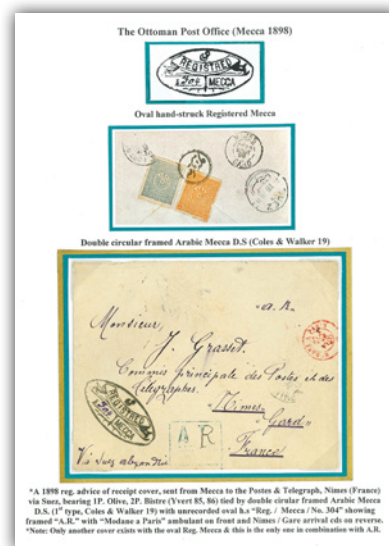 The Ottoman Post Office (Mecca 1898)
REGISTRED
MECCA
Oval hand-struck Registered Mecca
Double circular framed Arabic Mecca D.S (Coles & Walker 19)
"a. R.
Monsieur,
J. Grasset.
Commis principale des Postes et des
Télégraphes.
"Nîmes"
"Gard"
France
REGISTRED
MECCA
A R
Via Suez
*A 1898 reg. advice of receipt cover, sent from Mecca to the Postes & Telegraph, Nimes (France)
via Suez, bearing 1P. Olive, 2P. Bistre (Yvert 85, 86) tied by double circular framed Arabic Mecca
D.S. (1st type, Coles & Walker 19) with unrecorded oval h.s "Reg. / Mecca / No. 304" showing
framed "A.R." with "Modane a Paris" ambulant on front and Nimes / Gare arrival cds on reverse.
*Note: Only another cover exists with the oval Reg. Mecca & this is the only one in combination with A.R.